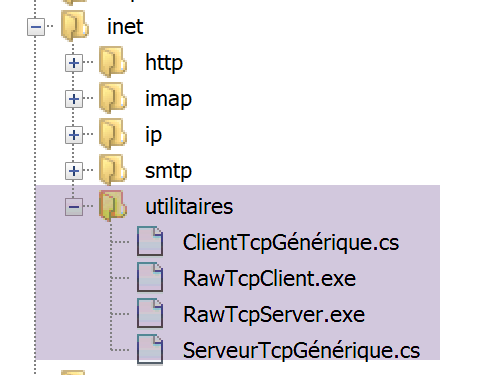 inet
http
imap
ip
smtp
utilitaires
ClientTcpGénérique.cs
RawTcpClient.exe
RawTcpServer.exe
ServeurTcpGénérique.cs